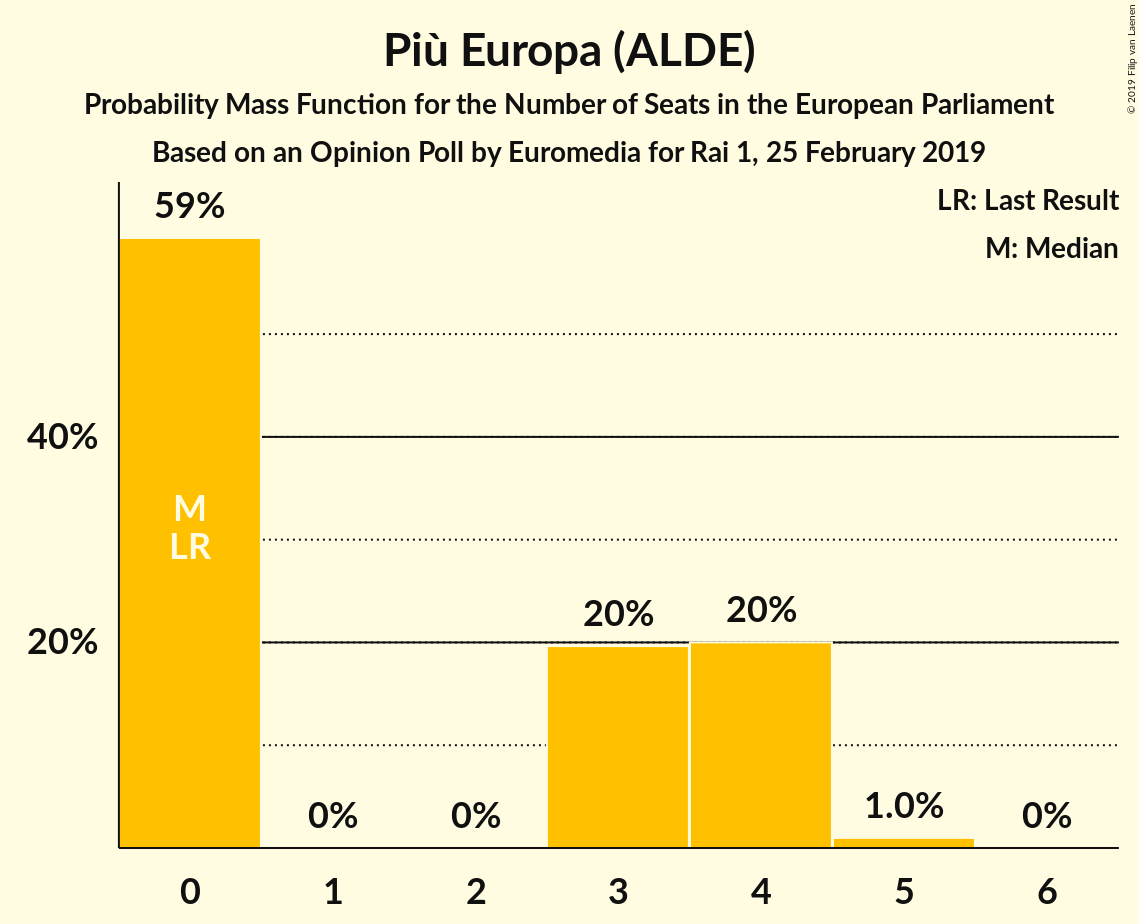 Più Europa (ALDE)
Probability Mass Function for the Number of Seats in the European Parliament
Based on an Opinion Poll by Euromedia for Rai 1, 25 February 2019
© 2019 Filip van Laenen
LR: Last Result
M: Median
59%
40%
20%
M
LR
0%
0%
20%
20%
1.0%
0%
0 1 2 3 4 5 6